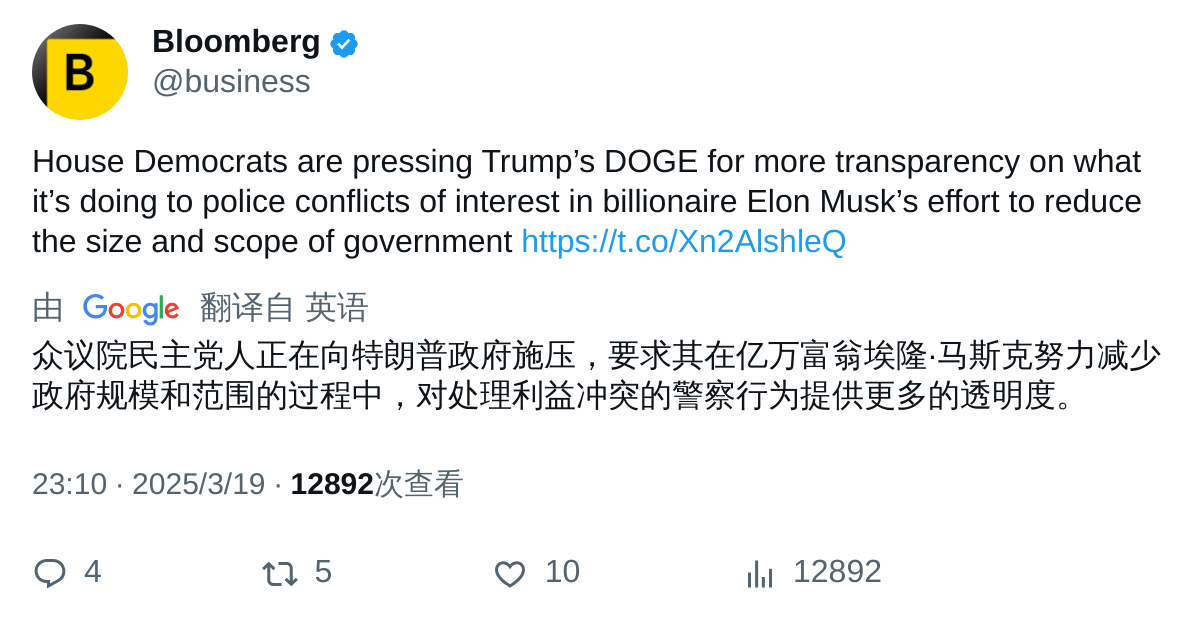 B
Bloomberg
@business
House Democrats are pressing Trump’s DOGE for more transparency on what
it’s doing to police conflicts of interest in billionaire Elon Musk’s effort to reduce
the size and scope of government https://t.co/Xn2AlshleQ
由 Google 翻译自 英语
众议院民主党人正在向特朗普政府施压，要求其在亿万富翁埃隆·马斯克努力减少
政府规模和范围的过程中，对处理利益冲突的警察行为提供更多的透明度。
23:10 · 2025/3/19 · 12892次查看
4 5 10 12892